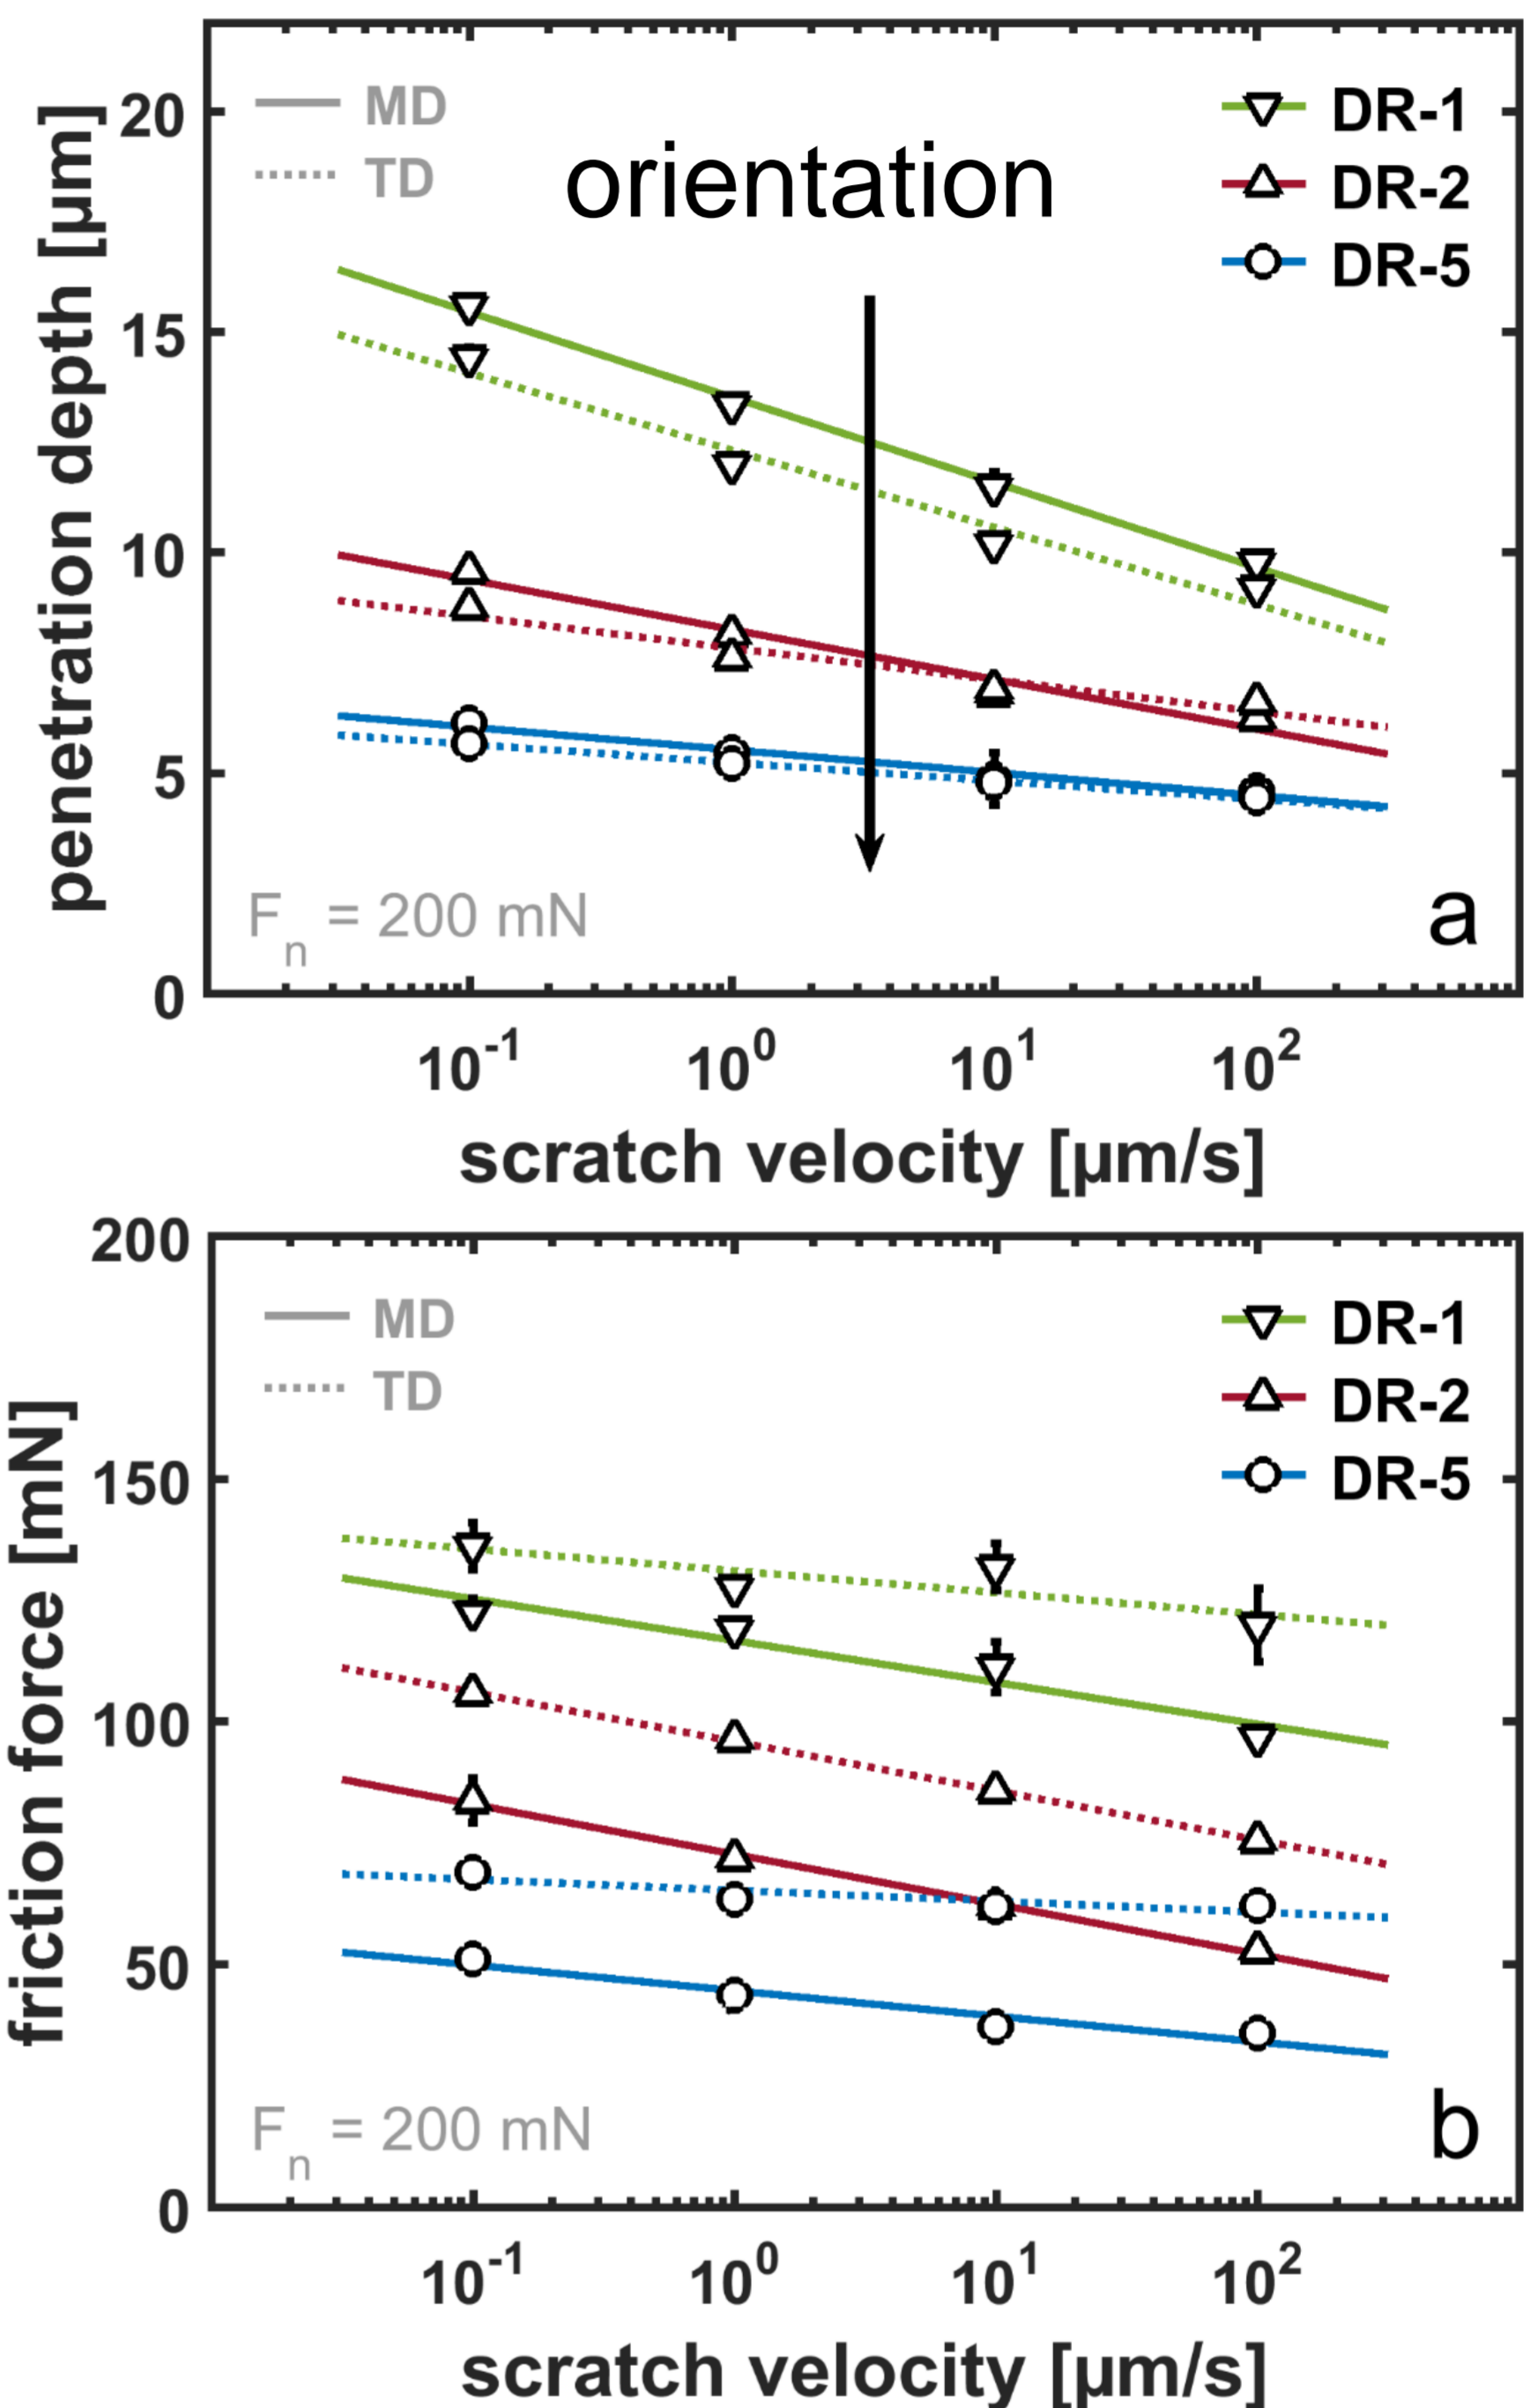 MD
TD
orientation
DR-1
DR-2
DR-5
20
15
10
5
0
penetration depth [µm]
Fn = 200 mN
a
10-1
100
101
102
scratch velocity [µm/s]
200
150
100
50
0
friction force [mN]
MD
TD
DR-1
DR-2
DR-5
Fn = 200 mN
b
10-1
100
101
102
scratch velocity [µm/s]